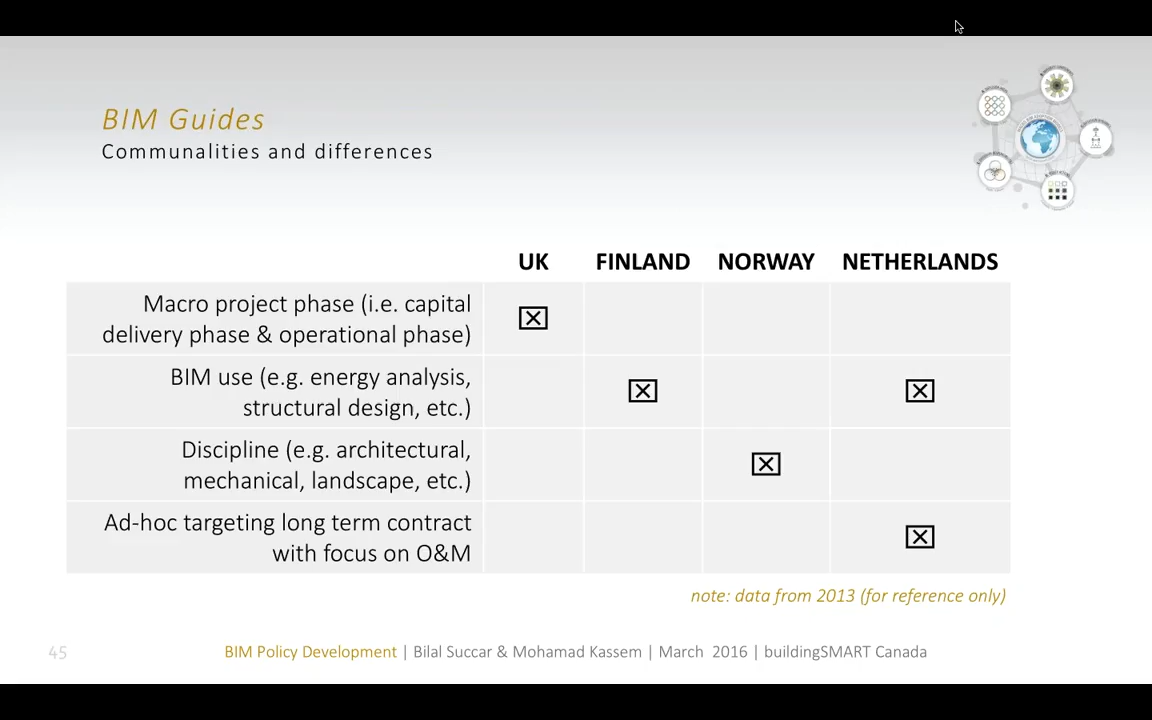 BIM Guides
Communalities and differences
UK FINLAND NORWAY NETHERLANDS
Macro project phase (i.e. capital
delivery phase & operational phase)
BIM use (e.g. energy analysis,
structural design, etc.)
Discipline (e.g. architectural,
mechanical, landscape, etc.)
Ad-hoc targeting long term contract
with focus on O&M
note: data from 2013 (for reference only)
45
BIM Policy Development | Bilal Succar & Mohamad Kassem | March 2016 | buildingSMART Canada